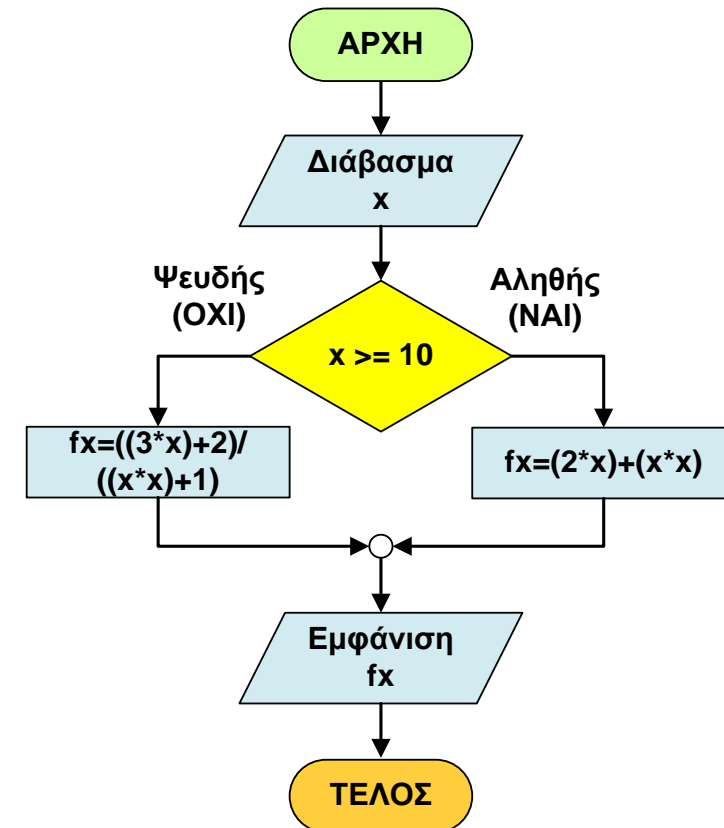 ΑΡΧΗ
Διάβασμα
x
Ψευδής
(ΟΧΙ)
Αληθής
(ΝΑΙ)
x >= 10
fx=((3*x)+2)/
((x*x)+1)
fx=(2*x)+(x*x)
Εμφάνιση
fx
ΤΕΛΟΣ